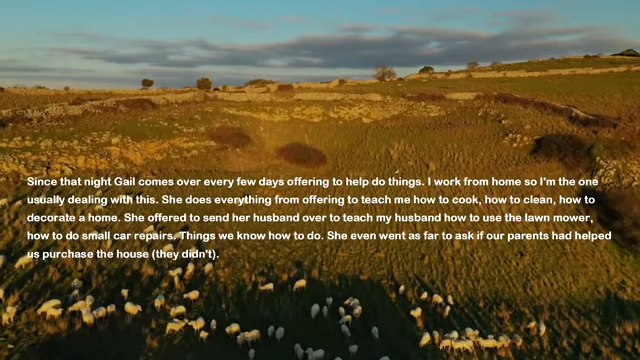 Since that night Gail comes over every few days offering to help do things. I work from home so I'm the one
usually dealing with this. She does everything from offering to teach me how to cook, how to clean, how to
decorate a home. She offered to send her husband over to teach my husband how to use the lawn mower,
how to do small car repairs. Things we know how to do. She even went as far to ask if our parents had helped
us purchase the house (they didn't).